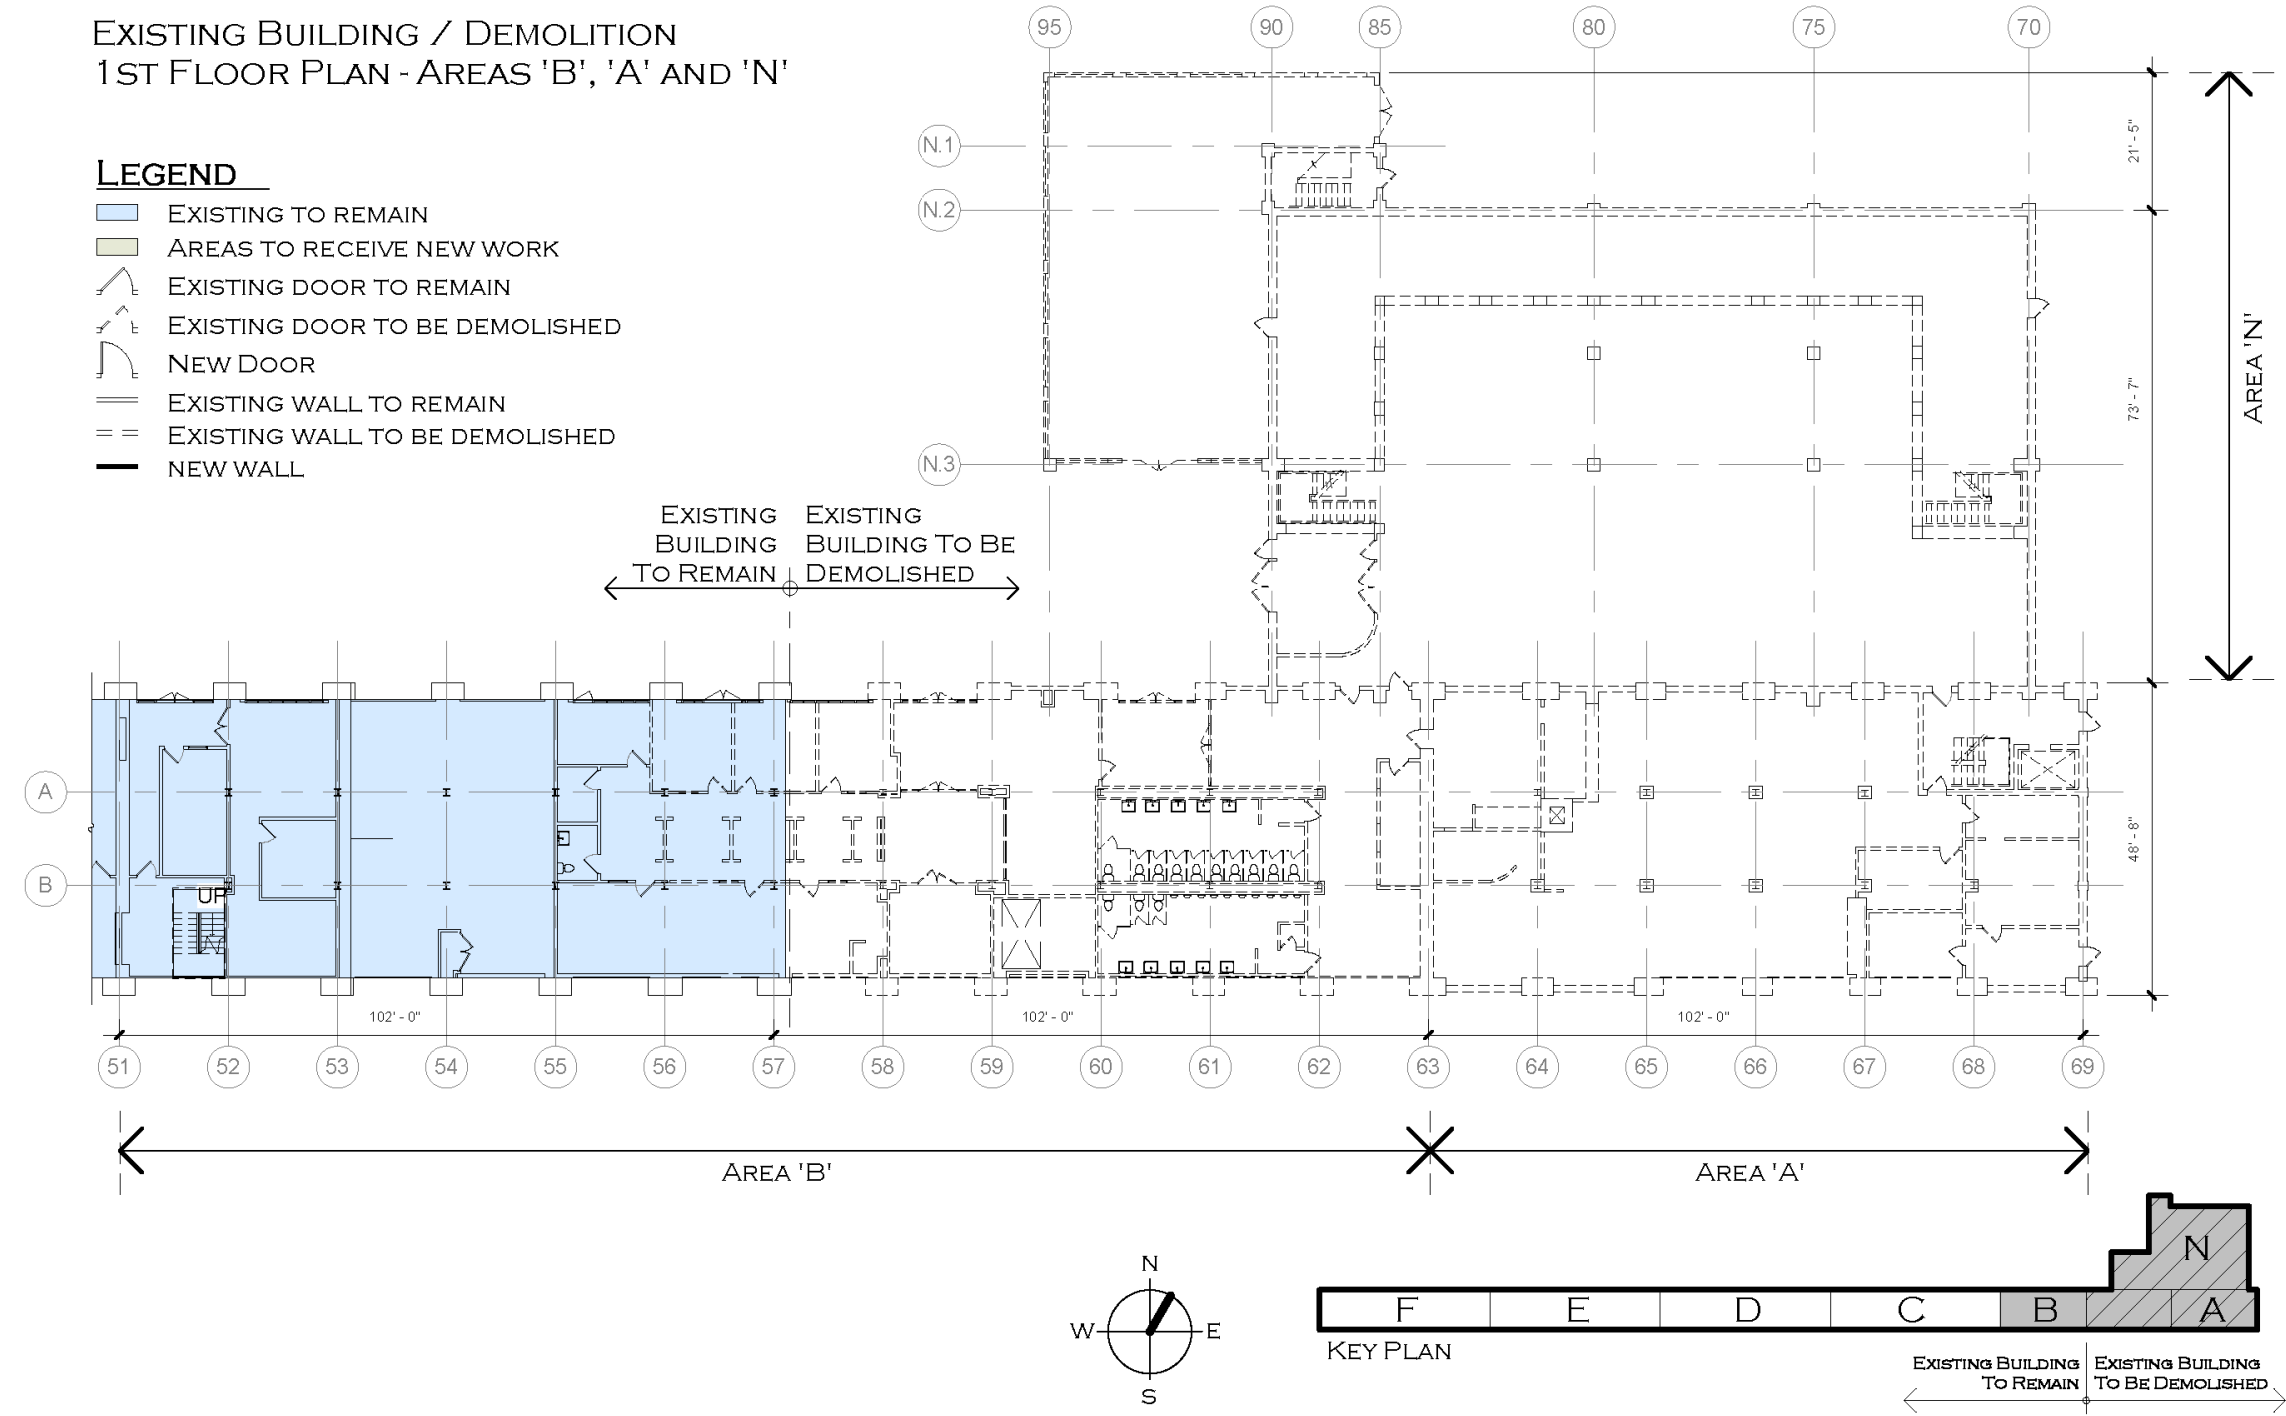 EXISTING BUILDING / DEMOLITION
1ST FLOOR PLAN - AREAS 'B', 'A' AND 'N'
95
90
85
80
75
70
LEGEND
EXISTING TO REMAIN
AREAS TO RECEIVE NEW WORK
EXISTING DOOR TO REMAIN
EXISTING DOOR TO BE DEMOLISHED
NEW DOOR
EXISTING WALL TO REMAIN
EXISTING WALL TO BE DEMOLISHED
NEW WALL
N.1
N.2
N.3
21' - 5"
73' - 7"
48' - 8"
AREA 'N'
EXISTING
BUILDING
TO REMAIN
EXISTING
BUILDING TO BE
DEMOLISHED
A
B
UP
102' - 0"
102' - 0"
102' - 0"
51
52
53
54
55
56
57
58
59
60
61
62
63
64
65
66
67
68
69
AREA 'B'
AREA 'A'
N
W
E
S
N
F
E
D
C
B
A
KEY PLAN
EXISTING BUILDING
TO REMAIN
EXISTING BUILDING
TO BE DEMOLISHED